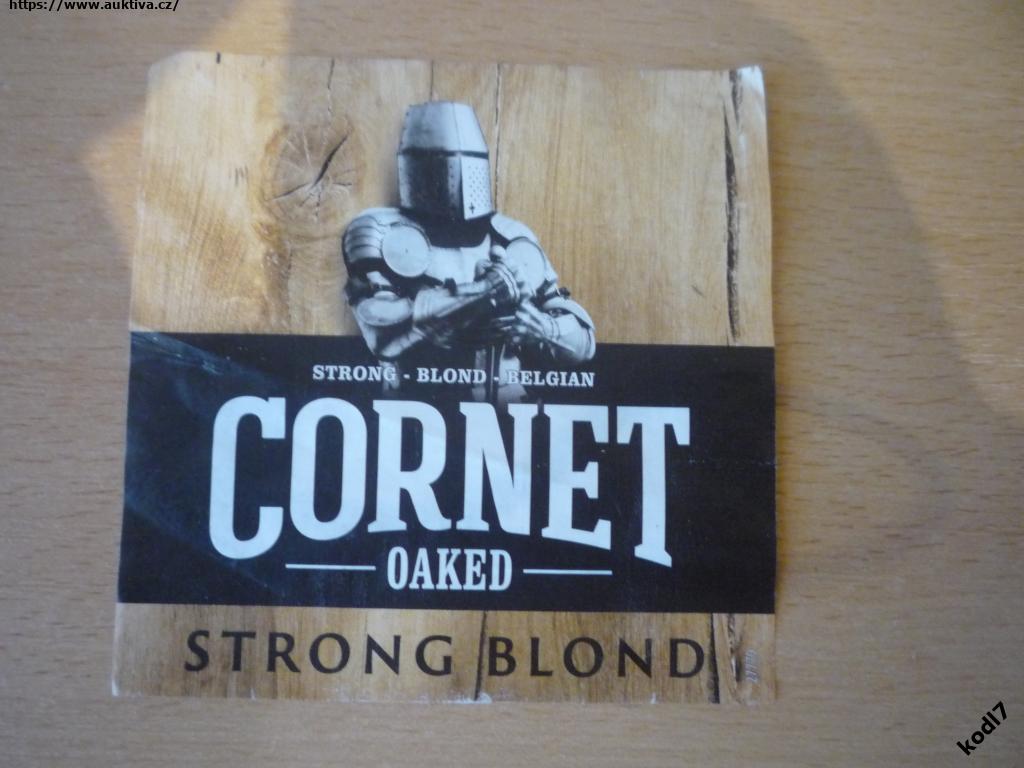 https://www.auktiva.cz/
STRONG - BLOND - BELGIAN
CORNET
OAKED
STRONG BLOND
kodl7